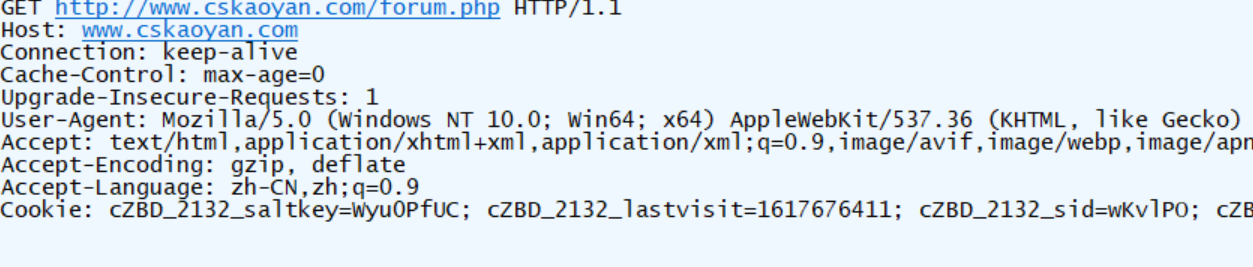 GET http://www.cskaoyan.com/forum.php HTTP/1.1
Host: www.cskaoyan.com
Connection: keep-alive
Cache-Control: max-age=0
Upgrade-Insecure-Requests: 1
User-Agent: Mozilla/5.0 (Windows NT 10.0; Win64; x64) AppleWebKit/537.36 (KHTML, like Gecko)
Accept: text/html,application/xhtml+xml,application/xml;q=0.9,image/avif,image/webp,image/apn
Accept-Encoding: gzip, deflate
Accept-Language: zh-CN,zh;q=0.9
Cookie: cZBD_2132_saltkey=Wyu0PfUC; cZBD_2132_lastvisit=1617676411; cZBD_2132_sid=wKvlPO; cZB